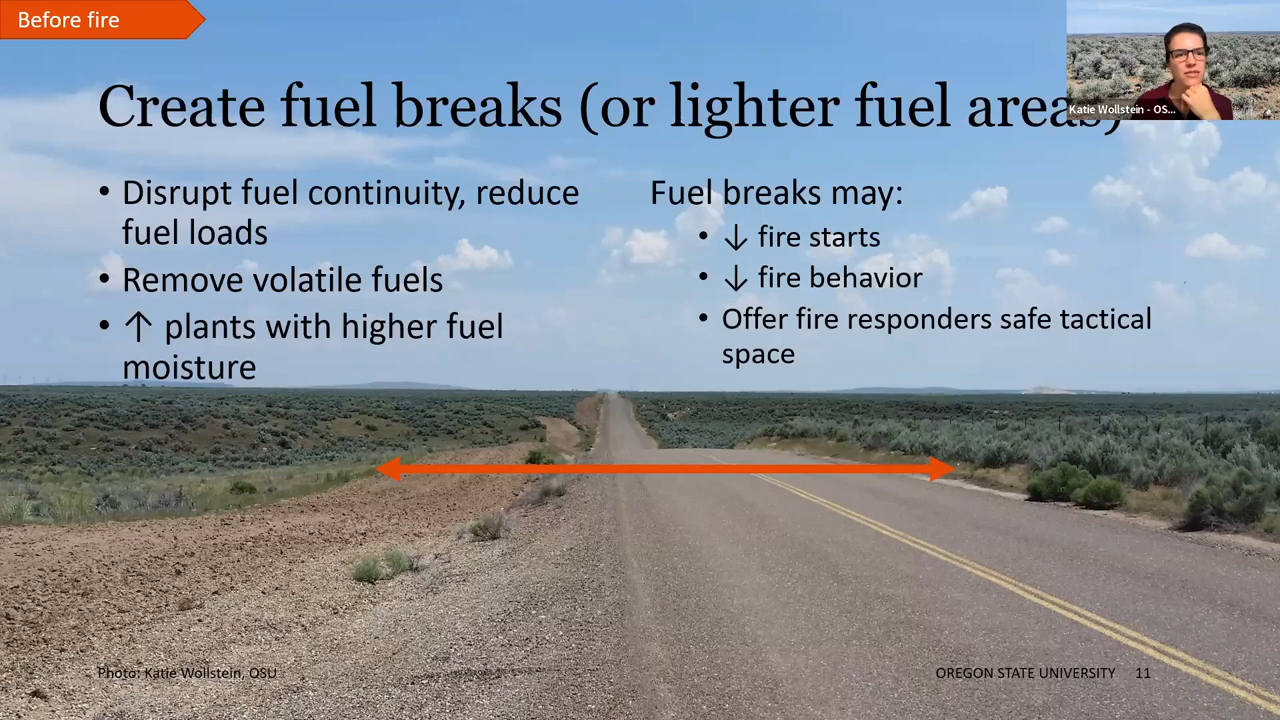 Before fire
Katie Wollstein - OS...
Create fuel breaks (or lighter fuel areas)
• Disrupt fuel continuity, reduce
fuel loads
• Remove volatile fuels
• ↑ plants with higher fuel
moisture
Fuel breaks may:
• ↓ fire starts
• ↓ fire behavior
• Offer fire responders safe tactical
space
Photo: Katie Wollstein, OSU
OREGON STATE UNIVERSITY 11